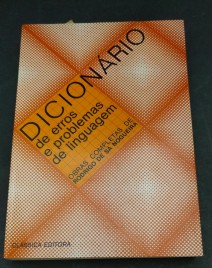 DICIONÁRIO
de erros
e problemas
de linguagem
OBRAS COMPLETAS DE
RODRIGO DE SÁ NOGUEIRA
CLÁSSICA EDITORA